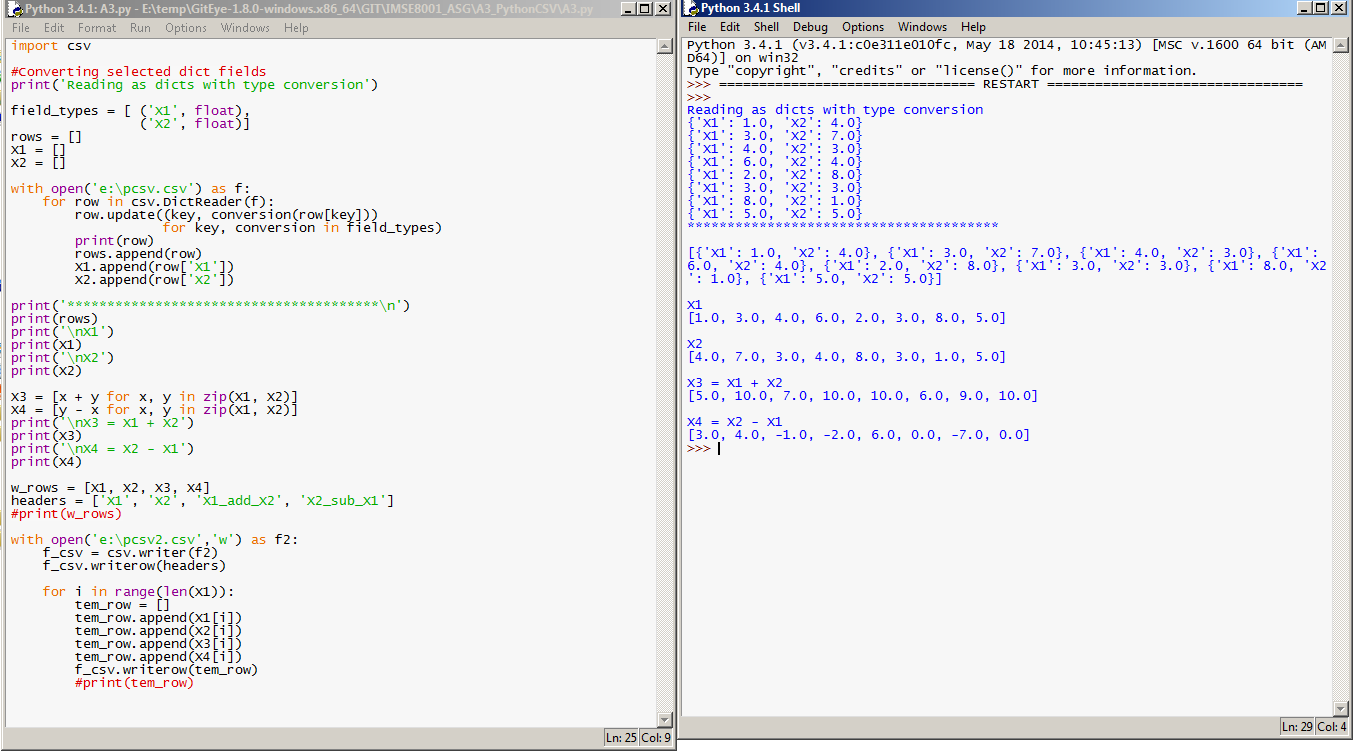 Python 3.4.1: A3.py - E:\temp\GitEye-1.8.0-windows.x86_64\GIT\IMSE8001_ASG\A3_PythonCSV\A3.py
File Edit Format Run Options Windows Help
import csv

#Converting selected dict fields
print('Reading as dicts with type conversion')

field_types = [ ('X1', float),
                ('X2', float)]
rows = []
X1 = []
X2 = []

with open('e:\pcsv.csv') as f:
    for row in csv.DictReader(f):
        row.update((key, conversion(row[key]))
                   for key, conversion in field_types)
        print(row)
        rows.append(row)
        X1.append(row['X1'])
        X2.append(row['X2'])

print('***************************************\n')
print(rows)
print('\nX1')
print(X1)
print('\nX2')
print(X2)

X3 = [x + y for x, y in zip(X1, X2)]
X4 = [y - x for x, y in zip(X1, X2)]
print('\nX3 = X1 + X2')
print(X3)
print('\nX4 = X2 - X1')
print(X4)

w_rows = [X1, X2, X3, X4]
headers = ['X1', 'X2', 'X1_add_X2', 'X2_sub_X1']
#print(w_rows)

with open('e:\pcsv2.csv','w') as f2:
    f_csv = csv.writer(f2)
    f_csv.writerow(headers)

    for i in range(len(X1)):
        tem_row = []
        tem_row.append(X1[i])
        tem_row.append(X2[i])
        tem_row.append(X3[i])
        tem_row.append(X4[i])
        f_csv.writerow(tem_row)
        #print(tem_row)
Ln: 25 Col: 9
Python 3.4.1 Shell
File Edit Shell Debug Options Windows Help
Python 3.4.1 (v3.4.1:c0e311e010fc, May 18 2014, 10:45:13) [MSC v.1600 64 bit (AM
D64)] on win32
Type "copyright", "credits" or "license()" for more information.
>>> ================================ RESTART ================================
>>>
Reading as dicts with type conversion
{'X1': 1.0, 'X2': 4.0}
{'X1': 3.0, 'X2': 7.0}
{'X1': 4.0, 'X2': 3.0}
{'X1': 6.0, 'X2': 4.0}
{'X1': 2.0, 'X2': 8.0}
{'X1': 3.0, 'X2': 3.0}
{'X1': 8.0, 'X2': 1.0}
{'X1': 5.0, 'X2': 5.0}
***************************************

[{'X1': 1.0, 'X2': 4.0}, {'X1': 3.0, 'X2': 7.0}, {'X1': 4.0, 'X2': 3.0}, {'X1':
6.0, 'X2': 4.0}, {'X1': 2.0, 'X2': 8.0}, {'X1': 3.0, 'X2': 3.0}, {'X1': 8.0, 'X2
': 1.0}, {'X1': 5.0, 'X2': 5.0}]

X1
[1.0, 3.0, 4.0, 6.0, 2.0, 3.0, 8.0, 5.0]

X2
[4.0, 7.0, 3.0, 4.0, 8.0, 3.0, 1.0, 5.0]

X3 = X1 + X2
[5.0, 10.0, 7.0, 10.0, 10.0, 6.0, 9.0, 10.0]

X4 = X2 - X1
[3.0, 4.0, -1.0, -2.0, 6.0, 0.0, -7.0, 0.0]
>>>
Ln: 29 Col: 4